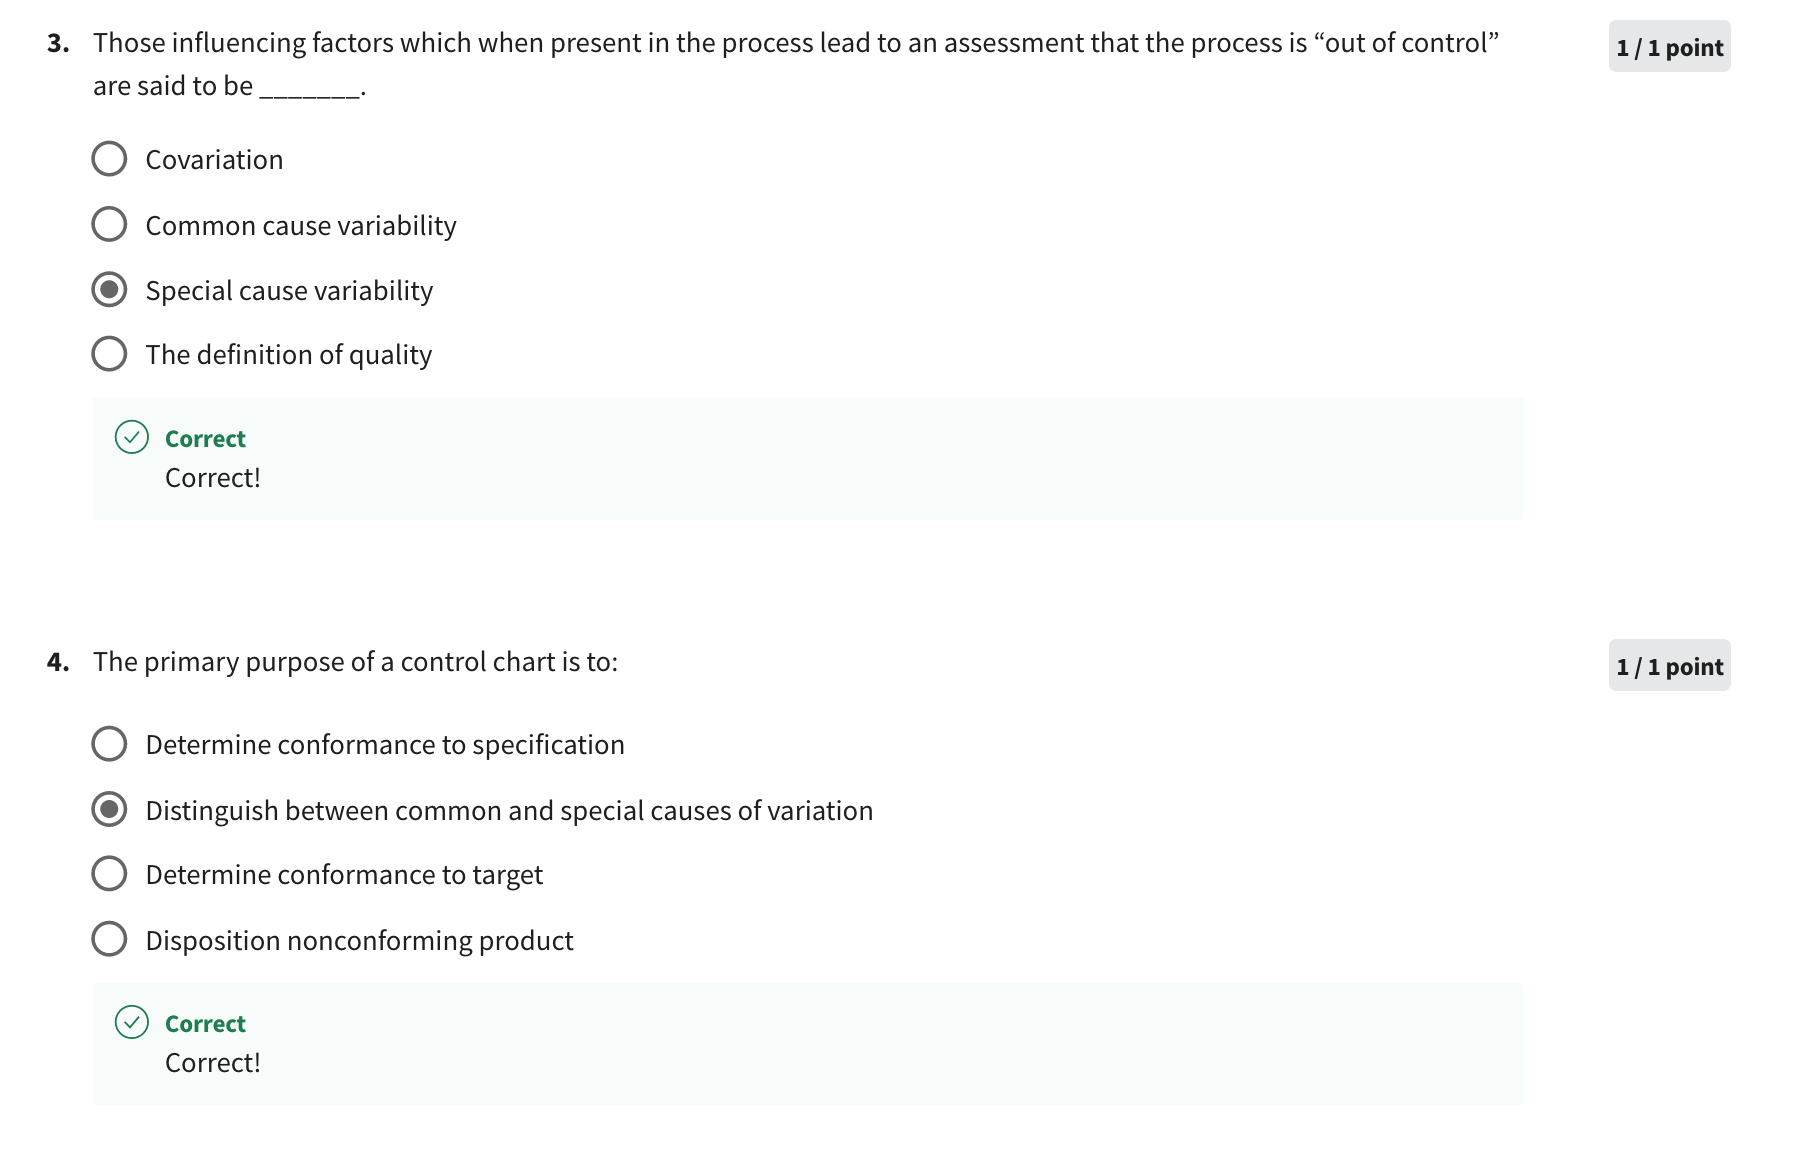 3. Those influencing factors which when present in the process lead to an assessment that the process is “out of control”
are said to be _______.
1 / 1 point
Covariation
Common cause variability
Special cause variability
The definition of quality
Correct
Correct!
4. The primary purpose of a control chart is to:
1 / 1 point
Determine conformance to specification
Distinguish between common and special causes of variation
Determine conformance to target
Disposition nonconforming product
Correct
Correct!